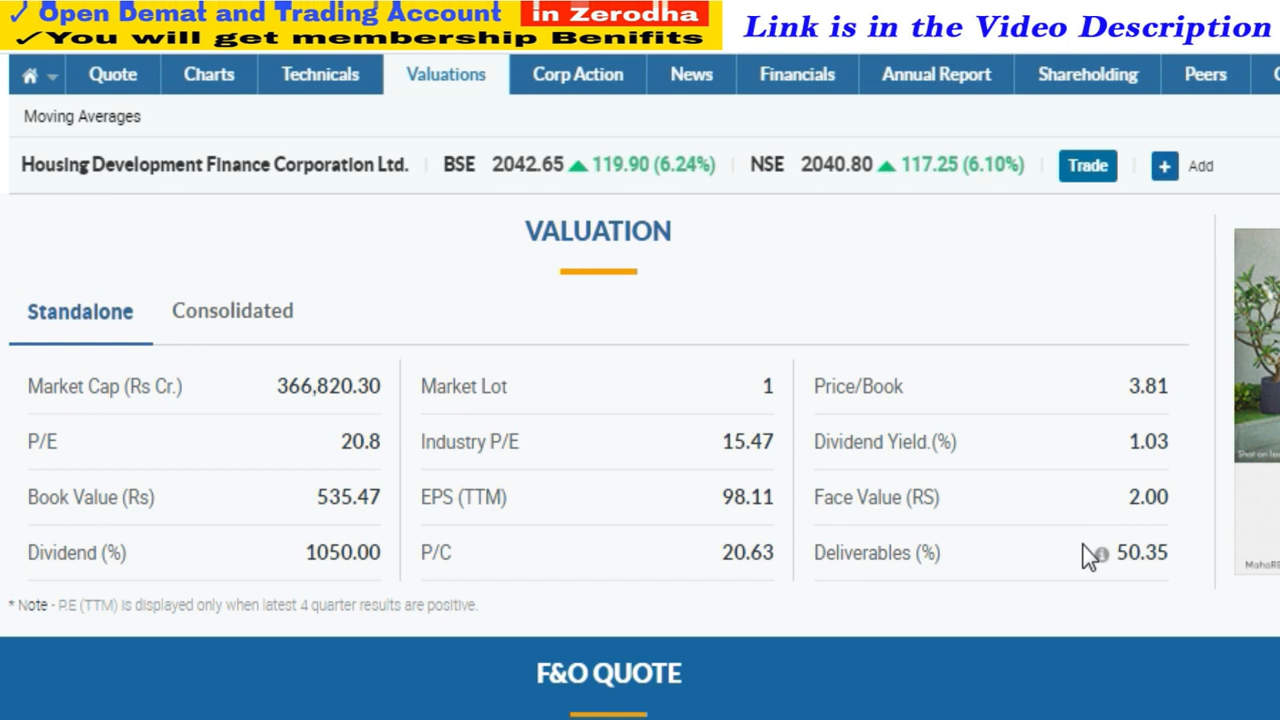 ✓ Open Demat and Trading Account in Zerodha
✓You will get membership Benifits
Link is in the Video Description
Quote Charts Technicals Valuations Corp Action News Financials Annual Report Shareholding Peers
Moving Averages
Housing Development Finance Corporation Ltd. BSE 2042.65 ▲ 119.90 (6.24%) NSE 2040.80 ▲ 117.25 (6.10%) Trade + Add
VALUATION
Standalone Consolidated
Market Cap (Rs Cr.) 366,820.30 Market Lot 1 Price/Book 3.81
P/E 20.8 Industry P/E 15.47 Dividend Yield.(%) 1.03
Book Value (Rs) 535.47 EPS (TTM) 98.11 Face Value (RS) 2.00
Dividend (%) 1050.00 P/C 20.63 Deliverables (%) 50.35
* Note - P.E (TTM) is displayed only when latest 4 quarter results are positive.
F&O QUOTE